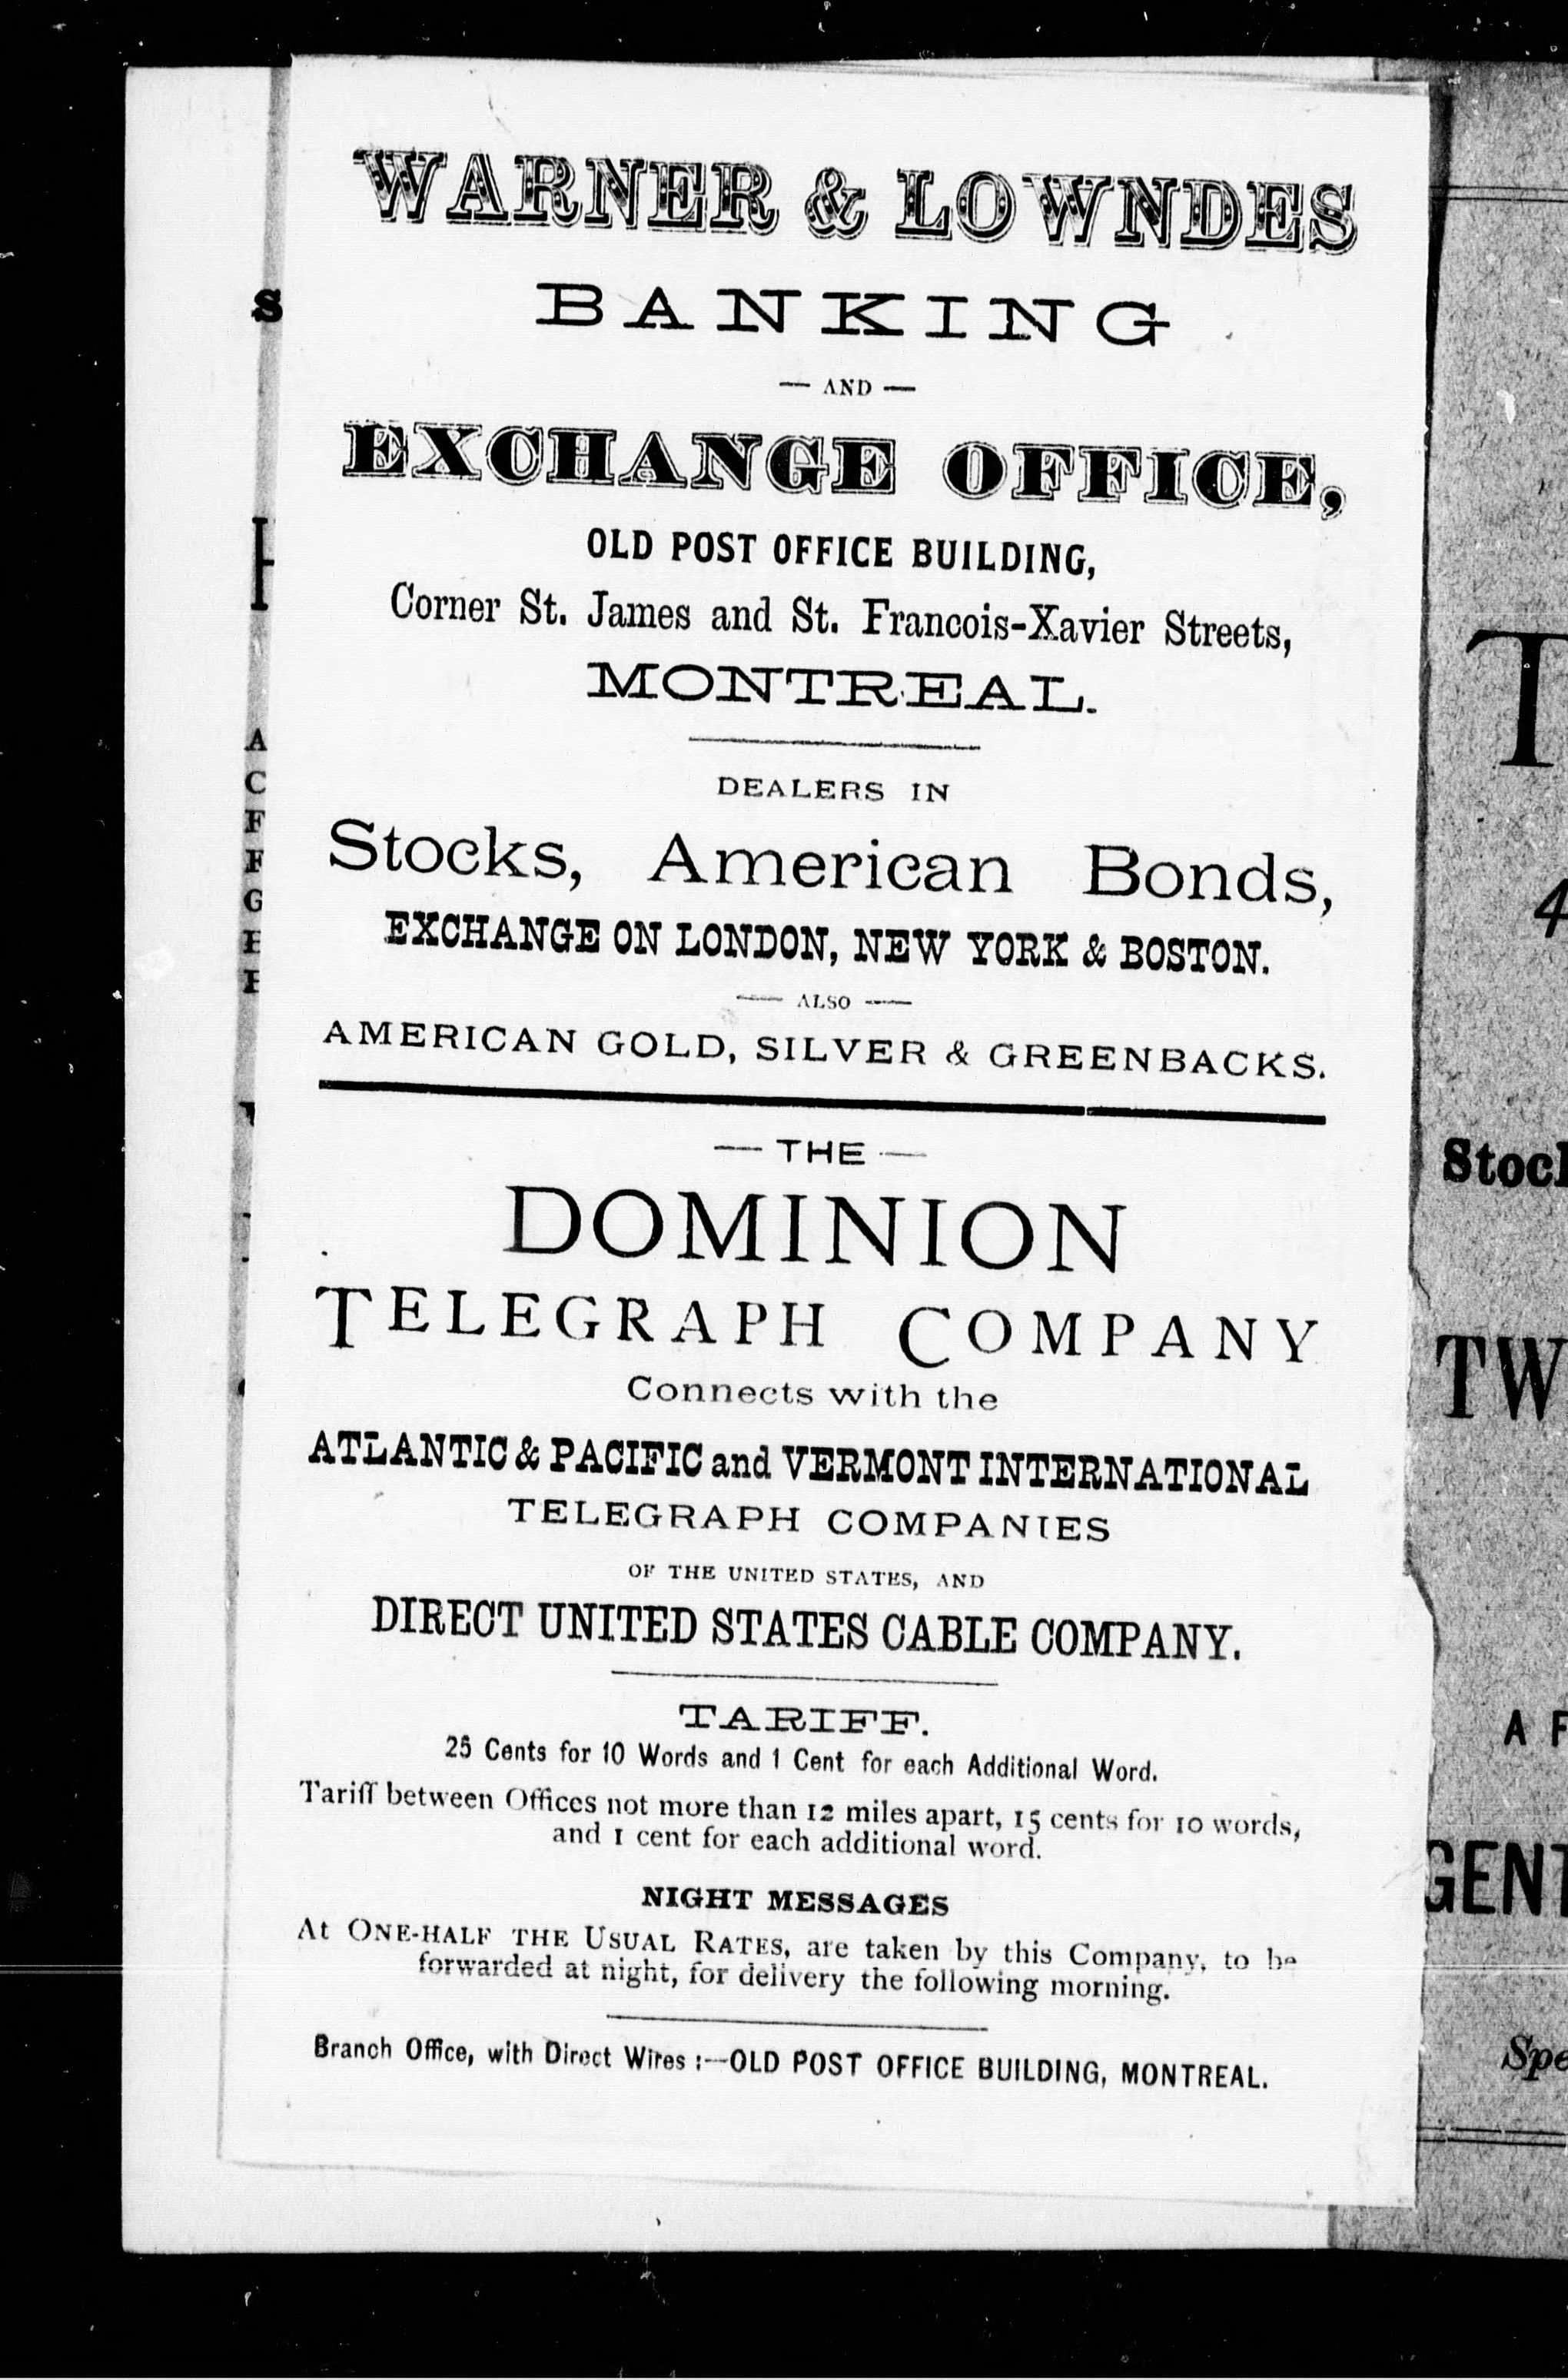 WARNER & LOWNDES
BANKING
— AND —
EXCHANGE OFFICE,
OLD POST OFFICE BUILDING,
Corner St. James and St. Francois-Xavier Streets,
MONTREAL.
DEALERS IN
Stocks, American Bonds,
EXCHANGE ON LONDON, NEW YORK & BOSTON.
— ALSO —
AMERICAN GOLD, SILVER & GREENBACKS.
— THE —
DOMINION
TELEGRAPH COMPANY
Connects with the
ATLANTIC & PACIFIC and VERMONT INTERNATIONAL
TELEGRAPH COMPANIES
OF THE UNITED STATES, AND
DIRECT UNITED STATES CABLE COMPANY.
TARIFF.
25 Cents for 10 Words and 1 Cent for each Additional Word.
Tariff between Offices not more than 12 miles apart, 15 cents for 10 words,
and 1 cent for each additional word.
NIGHT MESSAGES
At ONE-HALF THE USUAL RATES, are taken by this Company, to be
forwarded at night, for delivery the following morning.
Branch Office, with Direct Wires :—OLD POST OFFICE BUILDING, MONTREAL.
S
A
C
F
F
G
T
4
Stoc
TW
A F
GENT
Spe